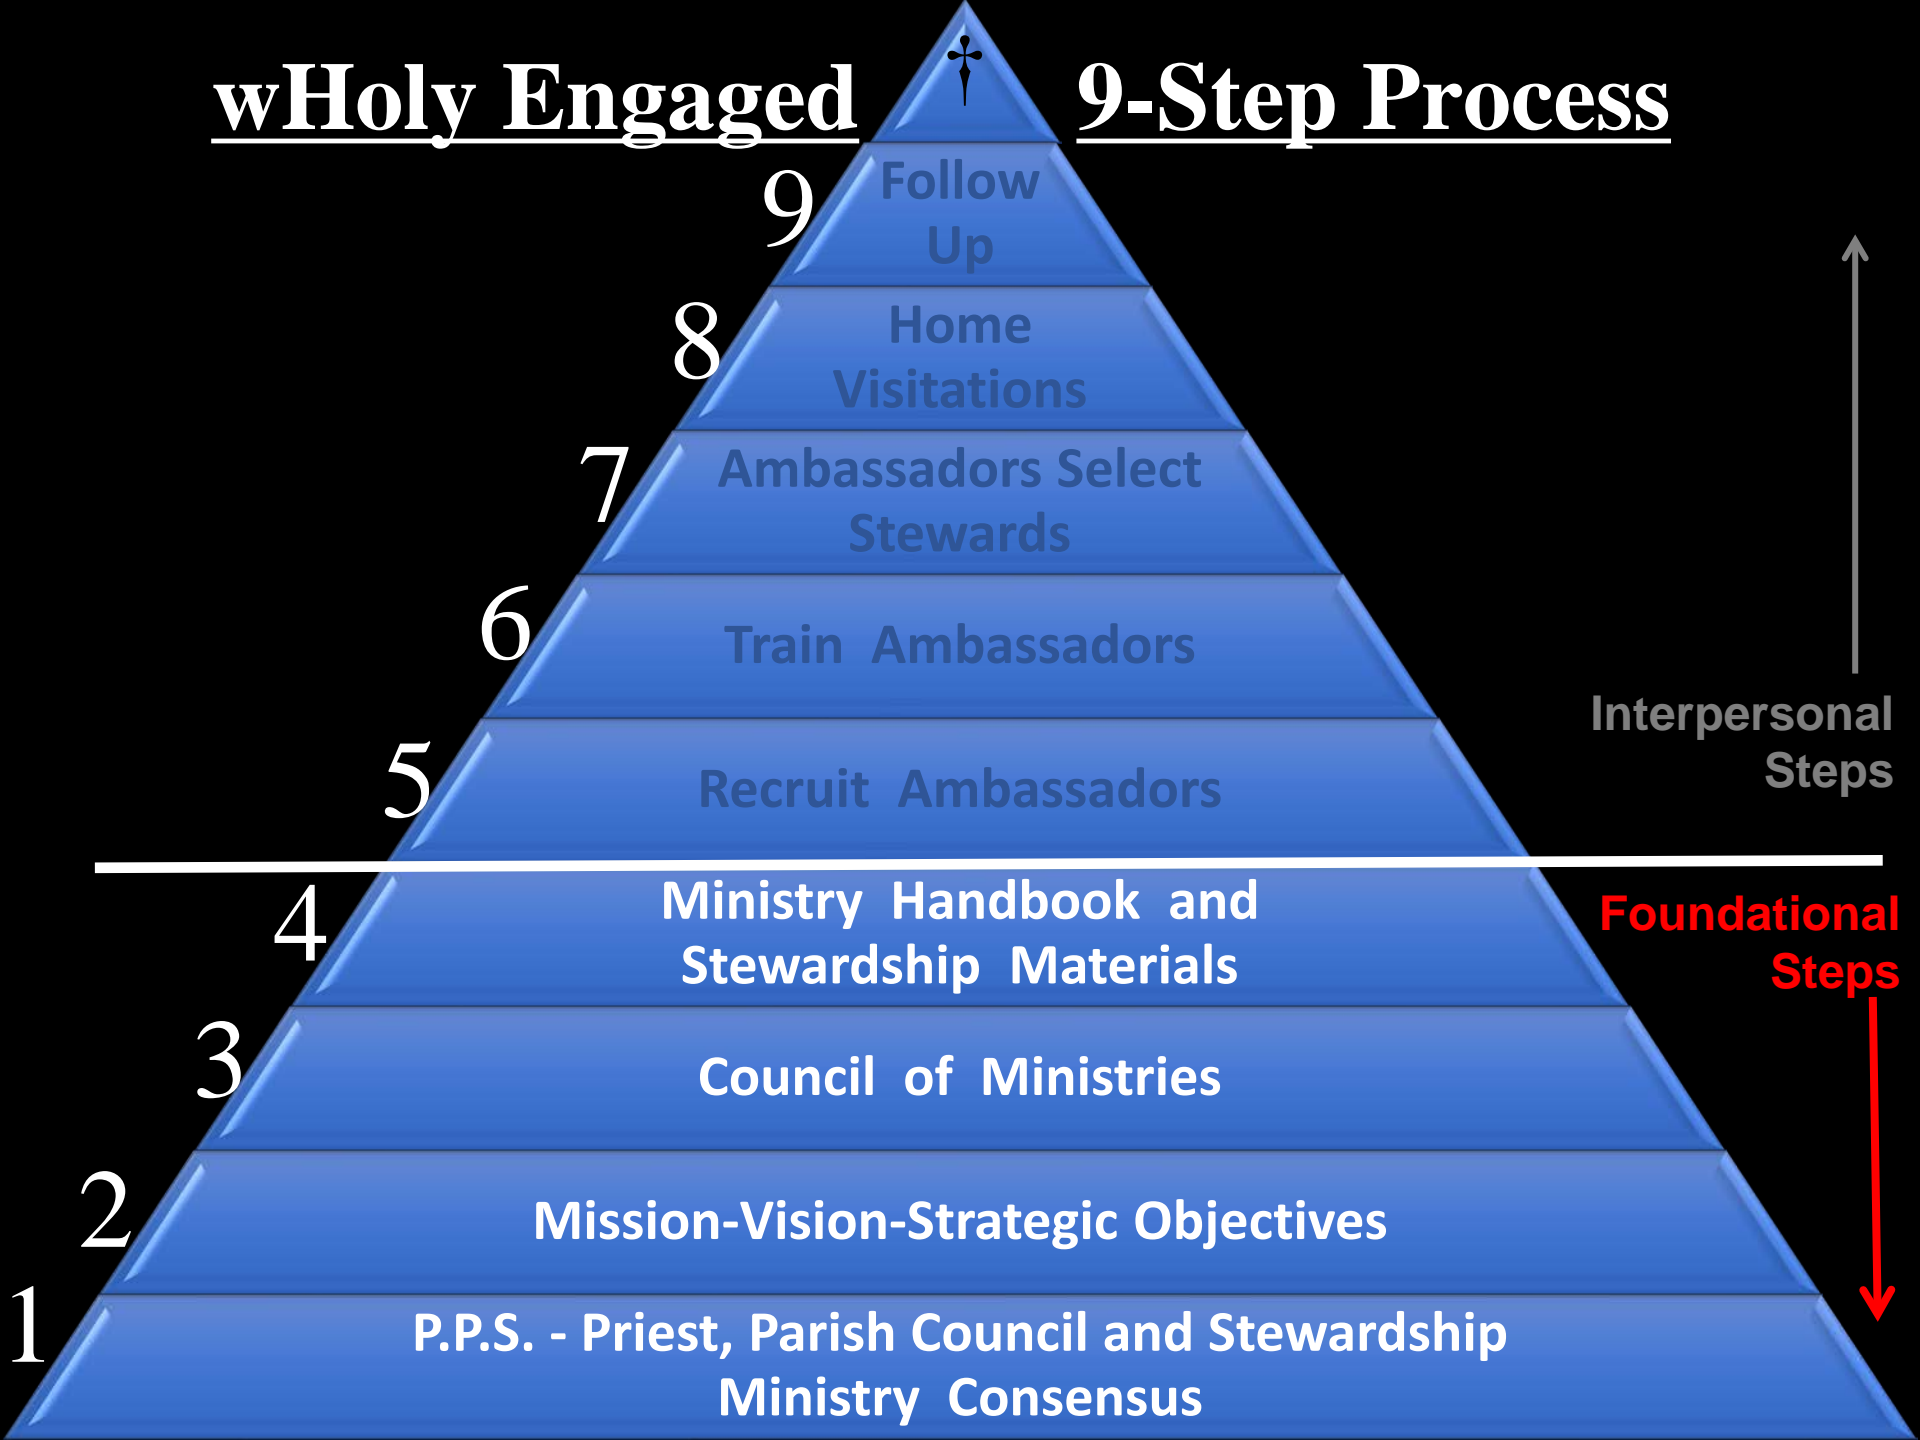 wHoly Engaged 9-Step Process
†
9
Follow
Up
8
Home
Visitations
7
Ambassadors Select
Stewards
6
Train Ambassadors
Interpersonal
Steps
5
Recruit Ambassadors
4
Ministry Handbook and
Stewardship Materials
Foundational
Steps
3
Council of Ministries
2
Mission-Vision-Strategic Objectives
1
P.P.S. - Priest, Parish Council and Stewardship
Ministry Consensus